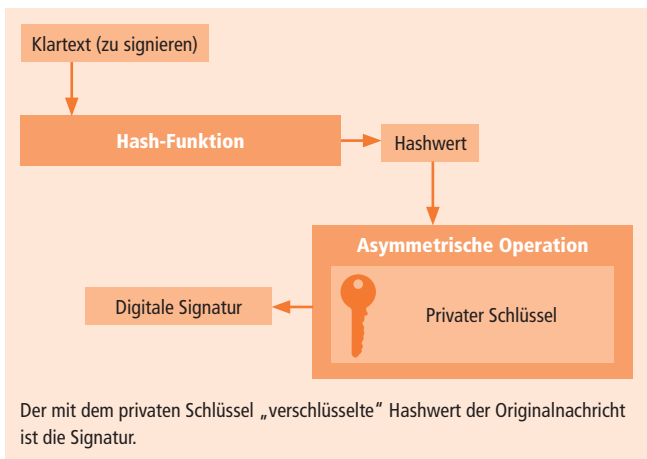 Klartext (zu signieren)
Hash-Funktion
Hashwert
Asymmetrische Operation
Digitale Signatur
Privater Schlüssel
Der mit dem privaten Schlüssel „verschlüsselte“ Hashwert der Originalnachricht
ist die Signatur.